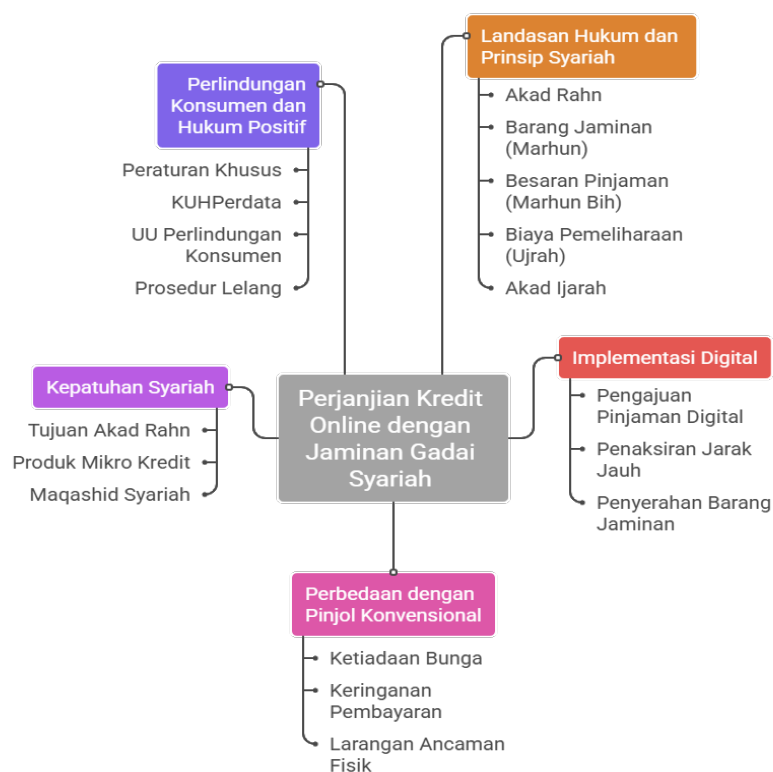 Landasan Hukum dan
Prinsip Syariah
Akad Rahn
Barang Jaminan
(Marhun)
Besaran Pinjaman
(Marhun Bih)
Biaya Pemeliharaan
(Ujrah)
Akad Ijarah
Perlindungan
Konsumen dan
Hukum Positif
Peraturan Khusus
KUHPerdata
UU Perlindungan
Konsumen
Prosedur Lelang
Implementasi Digital
Pengajuan
Pinjaman Digital
Penaksiran Jarak
Jauh
Penyerahan Barang
Jaminan
Kepatuhan Syariah
Tujuan Akad Rahn
Produk Mikro Kredit
Maqashid Syariah
Perjanjian Kredit
Online dengan
Jaminan Gadai
Syariah
Perbedaan dengan
Pinjol Konvensional
Ketiadaan Bunga
Keringanan
Pembayaran
Larangan Ancaman
Fisik